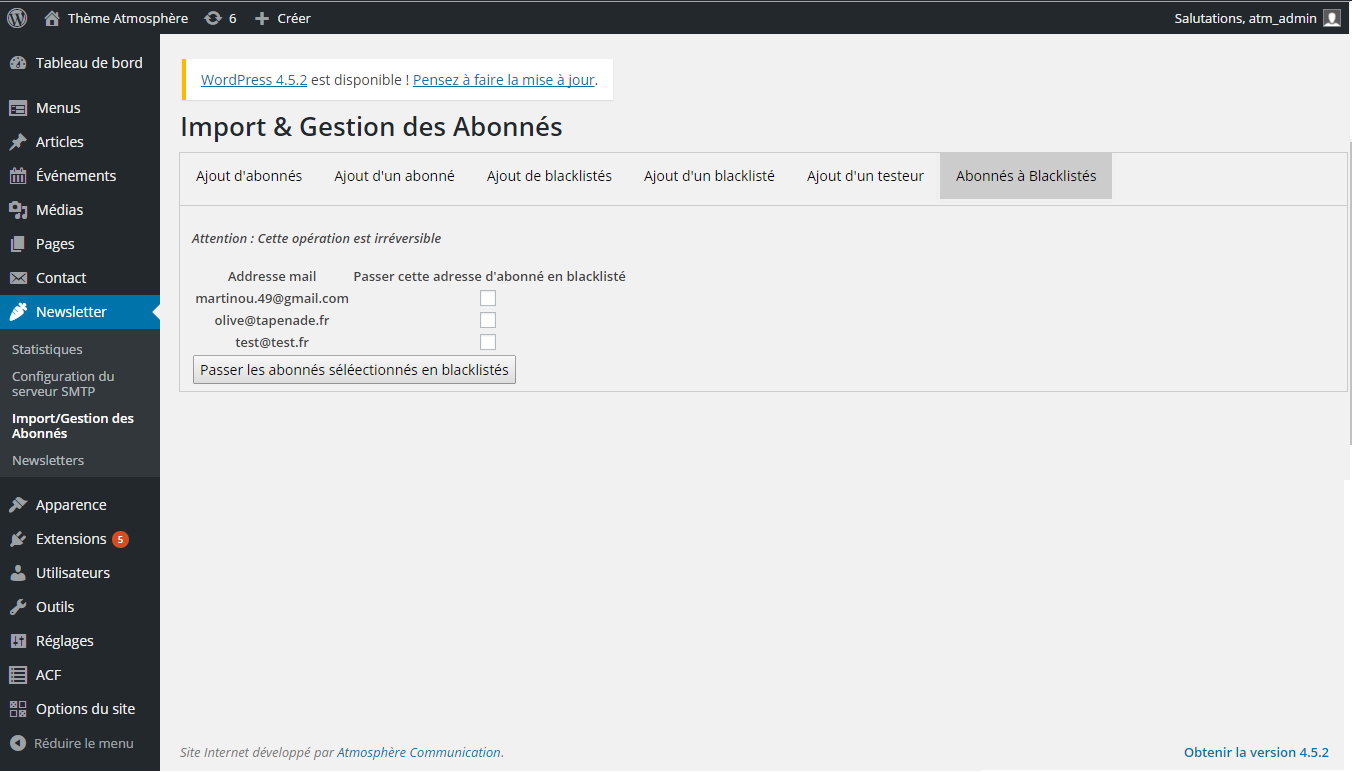 Thème Atmosphère 6 Créer Salutations, atm_admin
Tableau de bord
Menus
Articles
Événements
Médias
Pages
Contact
Newsletter
Statistiques
Configuration du
serveur SMTP
Import/Gestion des
Abonnés
Newsletters
Apparence
Extensions 5
Utilisateurs
Outils
Réglages
ACF
Options du site
Réduire le menu
WordPress 4.5.2 est disponible ! Pensez à faire la mise à jour.
Import & Gestion des Abonnés
Ajout d'abonnés Ajout d'un abonné Ajout de blacklistés Ajout d'un blacklisté Ajout d'un testeur Abonnés à Blacklistés
Attention : Cette opération est irréversible
Addresse mail Passer cette adresse d'abonné en blacklisté
martinou.49@gmail.com
olive@tapenade.fr
test@test.fr
Passer les abonnés séléectionnés en blacklistés
Site Internet développé par Atmosphère Communication. Obtenir la version 4.5.2